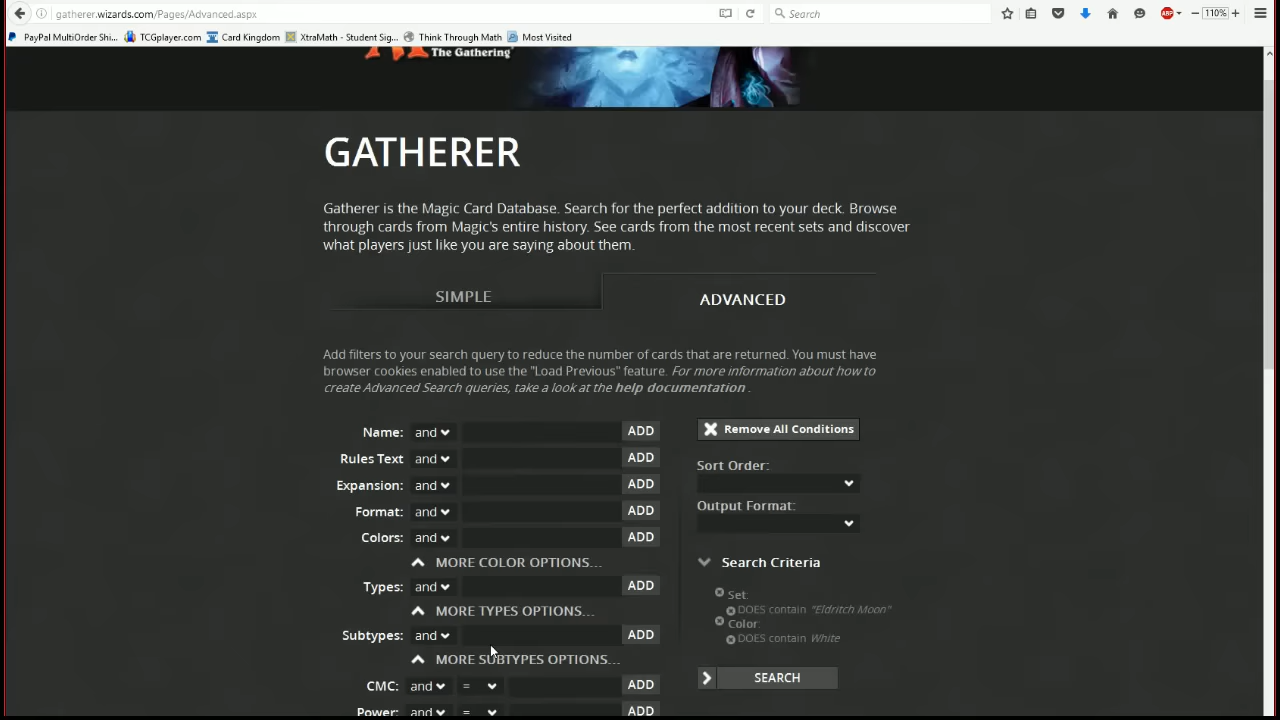 gatherer.wizards.com/Pages/Advanced.aspx
Search
ABP
110%
PayPal MultiOrder Shi...
TCGplayer.com
Card Kingdom
XtraMath - Student Sig...
Think Through Math
Most Visited
The Gathering®
GATHERER
Gatherer is the Magic Card Database. Search for the perfect addition to your deck. Browse
through cards from Magic's entire history. See cards from the most recent sets and discover
what players just like you are saying about them.
SIMPLE
ADVANCED
Add filters to your search query to reduce the number of cards that are returned. You must have
browser cookies enabled to use the "Load Previous" feature. For more information about how to
create Advanced Search queries, take a look at the help documentation .
Name: and ADD
Rules Text and ADD
Expansion: and ADD
Format: and ADD
Colors: and ADD
MORE COLOR OPTIONS...
Types: and ADD
MORE TYPES OPTIONS...
Subtypes: and ADD
MORE SUBTYPES OPTIONS...
CMC: and = ADD
Power: and = ADD
Remove All Conditions
Sort Order:
Output Format:
Search Criteria
Set:
DOES contain "Eldritch Moon"
Color:
DOES contain White
SEARCH